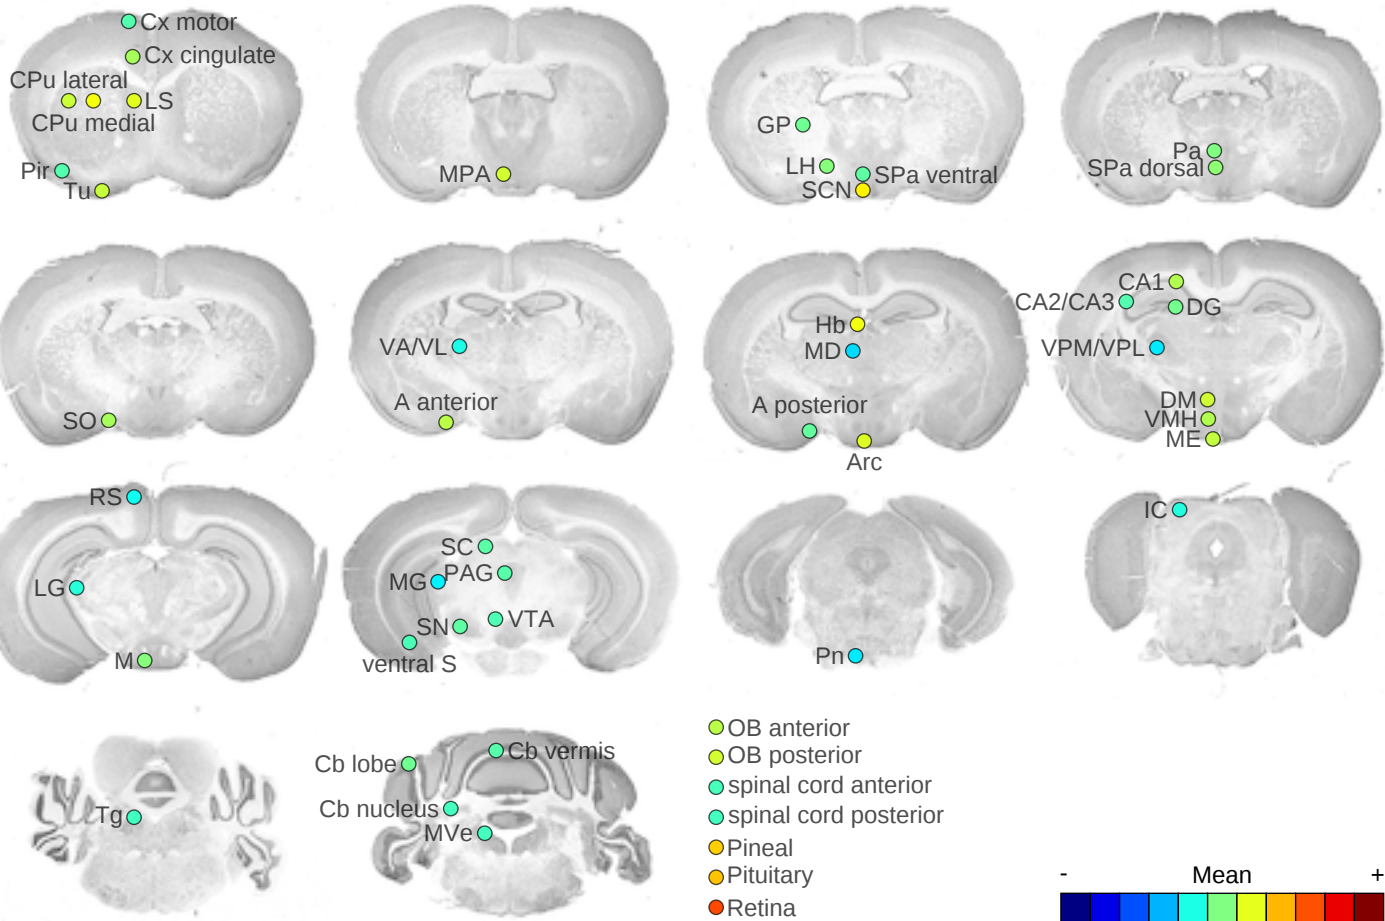 Cx motor
Cx cingulate
CPu lateral
LS
CPu medial
Pir
Tu
MPA
GP
LH
SPa ventral
SCN
Pa
SPa dorsal
SO
VA/VL
A anterior
Hb
MD
A posterior
Arc
CA1
CA2/CA3
DG
VPM/VPL
DM
VMH
ME
RS
LG
M
SC
MG
PAG
SN
VTA
ventral S
Pn
IC
Tg
Cb lobe
Cb vermis
Cb nucleus
MVe
OB anterior
OB posterior
spinal cord anterior
spinal cord posterior
Pineal
Pituitary
Retina
- Mean +